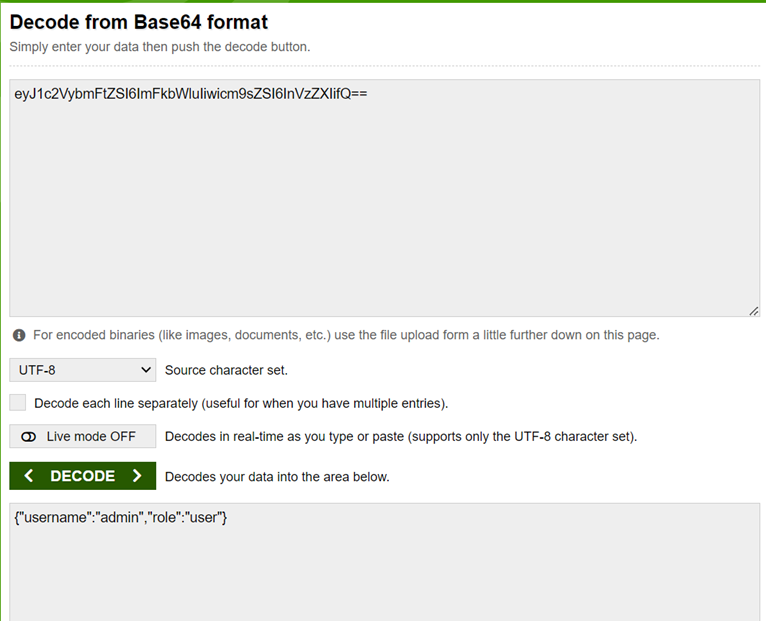 Decode from Base64 format
Simply enter your data then push the decode button.
eyJ1c2VybmFtZSI6ImFkbWluIiwicm9sZSI6InVzZXIifQ==
For encoded binaries (like images, documents, etc.) use the file upload form a little further down on this page.
UTF-8 Source character set.
Decode each line separately (useful for when you have multiple entries).
Live mode OFF Decodes in real-time as you type or paste (supports only the UTF-8 character set).
DECODE Decodes your data into the area below.
{"username":"admin","role":"user"}